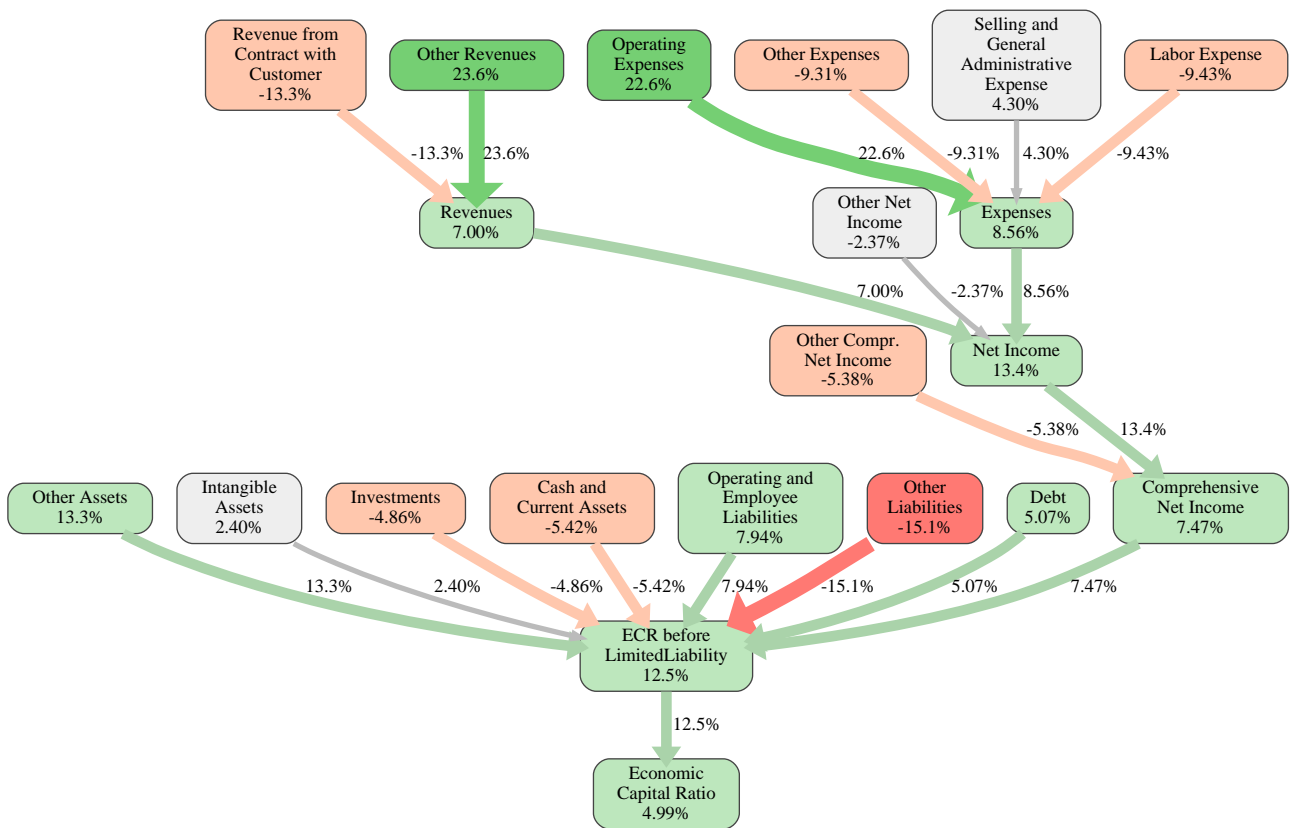 Revenue from
Contract with
Customer
-13.3%
Other Revenues
23.6%
Operating
Expenses
22.6%
Other Expenses
-9.31%
Selling and
General
Administrative
Expense
4.30%
Labor Expense
-9.43%
-13.3%
23.6%
22.6%
-9.31%
4.30%
-9.43%
Revenues
7.00%
Other Net
Income
-2.37%
Expenses
8.56%
7.00%
-2.37%
8.56%
Other Compr.
Net Income
-5.38%
Net Income
13.4%
-5.38%
13.4%
Other Assets
13.3%
Intangible
Assets
2.40%
Investments
-4.86%
Cash and
Current Assets
-5.42%
Operating and
Employee
Liabilities
7.94%
Other
Liabilities
-15.1%
Debt
5.07%
Comprehensive
Net Income
7.47%
13.3%
2.40%
-4.86%
-5.42%
7.94%
-15.1%
5.07%
7.47%
ECR before
LimitedLiability
12.5%
12.5%
Economic
Capital Ratio
4.99%